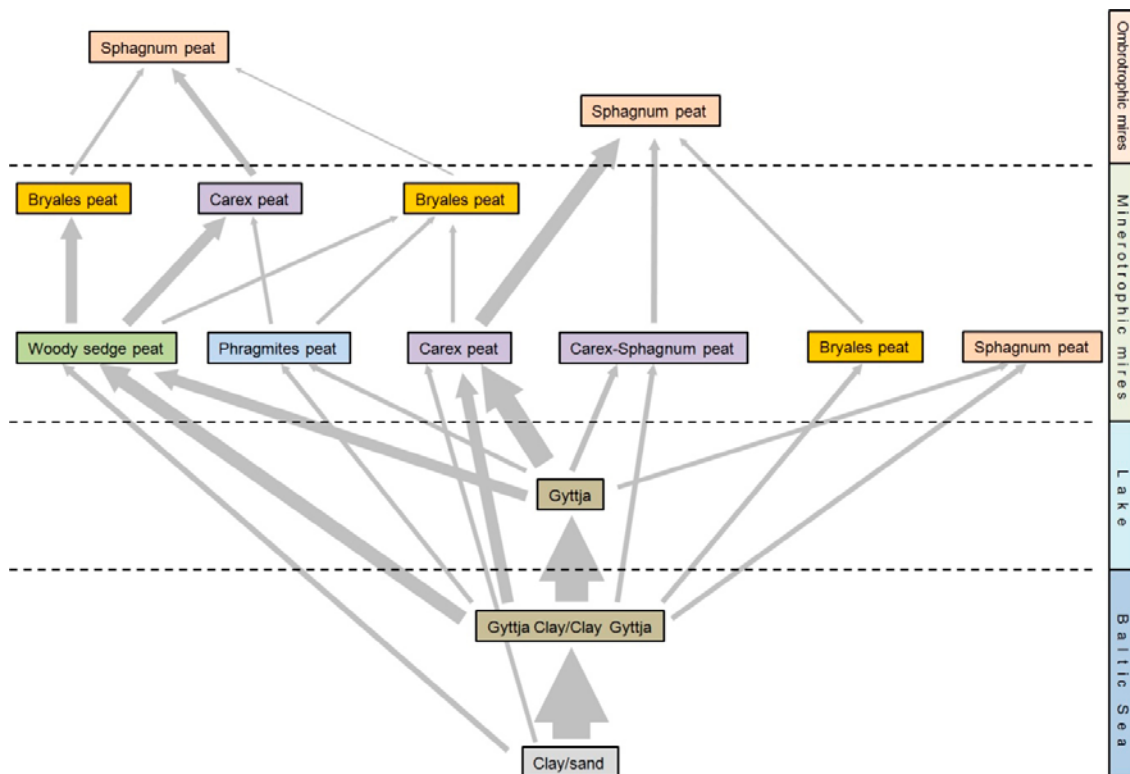 Sphagnum peat
Sphagnum peat
Bryales peat
Carex peat
Bryales peat
Woody sedge peat
Phragmites peat
Carex peat
Carex-Sphagnum peat
Bryales peat
Sphagnum peat
Gyttja
Gyttja Clay/Clay Gyttja
Clay/sand
Ombrotrophic mires
Minerotrophic mires
Lake
Baltic Sea